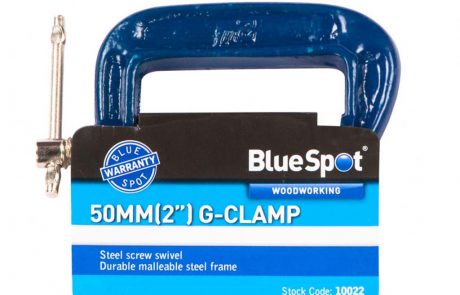 BLUE SPOT
WARRANTY
BlueSpot®
WOODWORKING
50MM(2") G-CLAMP
Steel screw swivel
Durable malleable steel frame
Stock Code: 10022